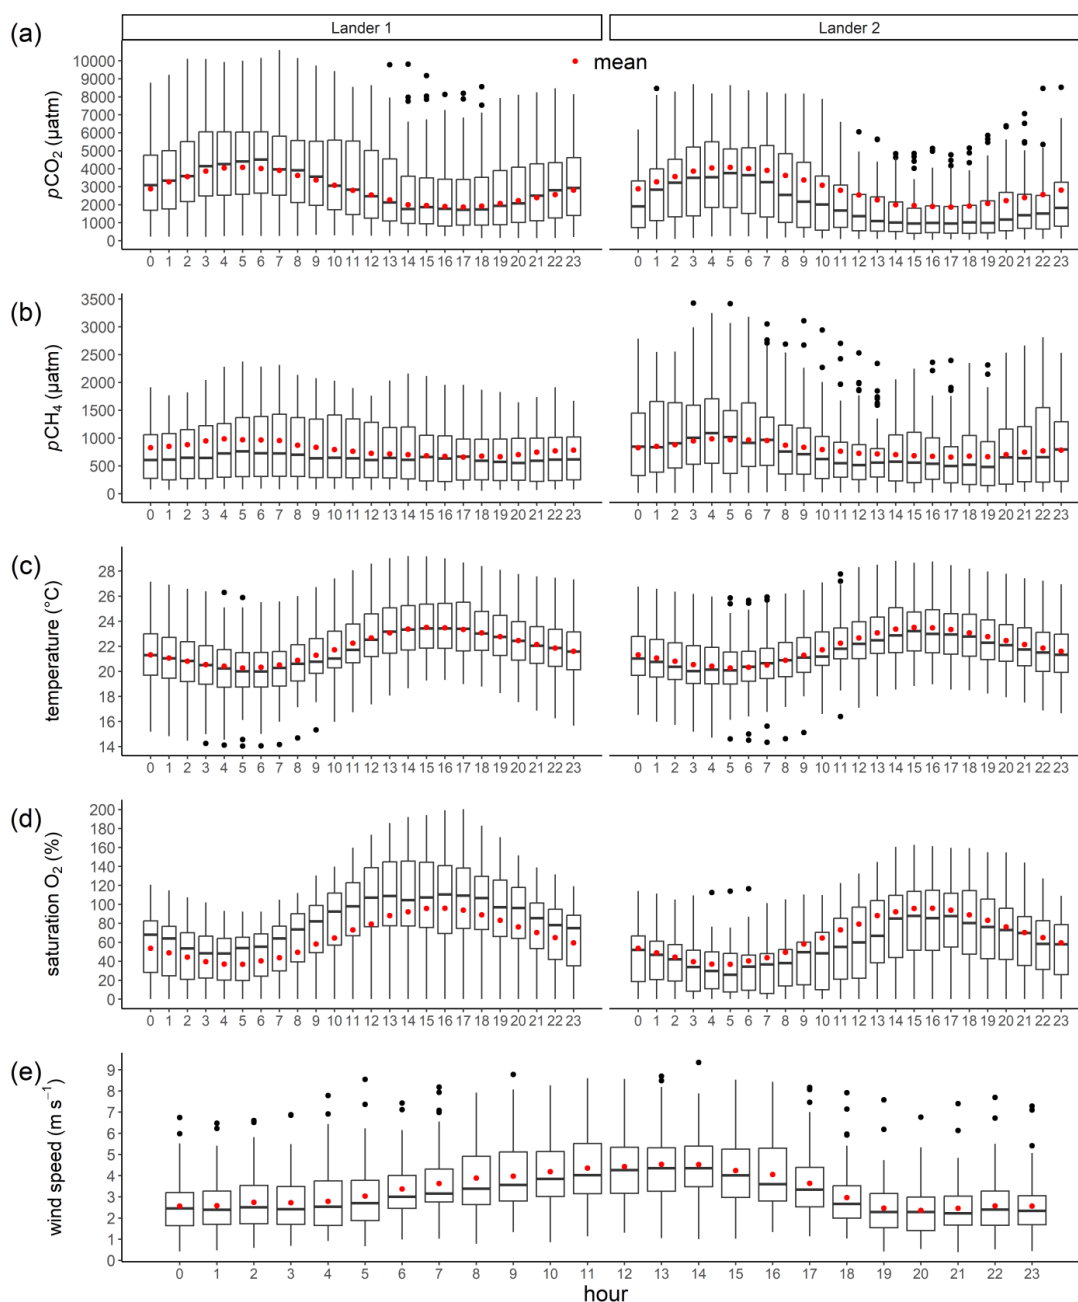 Lander 1 Lander 2
(a)
mean
pCO₂ (µatm)
10000
9000
8000
7000
6000
5000
4000
3000
2000
1000
0
0 1 2 3 4 5 6 7 8 9 10 11 12 13 14 15 16 17 18 19 20 21 22 23 0 1 2 3 4 5 6 7 8 9 10 11 12 13 14 15 16 17 18 19 20 21 22 23
(b)
pCH₄ (µatm)
3500
3000
2500
2000
1500
1000
500
0
0 1 2 3 4 5 6 7 8 9 10 11 12 13 14 15 16 17 18 19 20 21 22 23 0 1 2 3 4 5 6 7 8 9 10 11 12 13 14 15 16 17 18 19 20 21 22 23
(c)
temperature (°C)
28
26
24
22
20
18
16
14
0 1 2 3 4 5 6 7 8 9 10 11 12 13 14 15 16 17 18 19 20 21 22 23 0 1 2 3 4 5 6 7 8 9 10 11 12 13 14 15 16 17 18 19 20 21 22 23
(d)
saturation O₂ (%)
200
180
160
140
120
100
80
60
40
20
0
0 1 2 3 4 5 6 7 8 9 10 11 12 13 14 15 16 17 18 19 20 21 22 23 0 1 2 3 4 5 6 7 8 9 10 11 12 13 14 15 16 17 18 19 20 21 22 23
(e)
wind speed (m s⁻¹)
9
8
7
6
5
4
3
2
1
0
0 1 2 3 4 5 6 7 8 9 10 11 12 13 14 15 16 17 18 19 20 21 22 23
hour